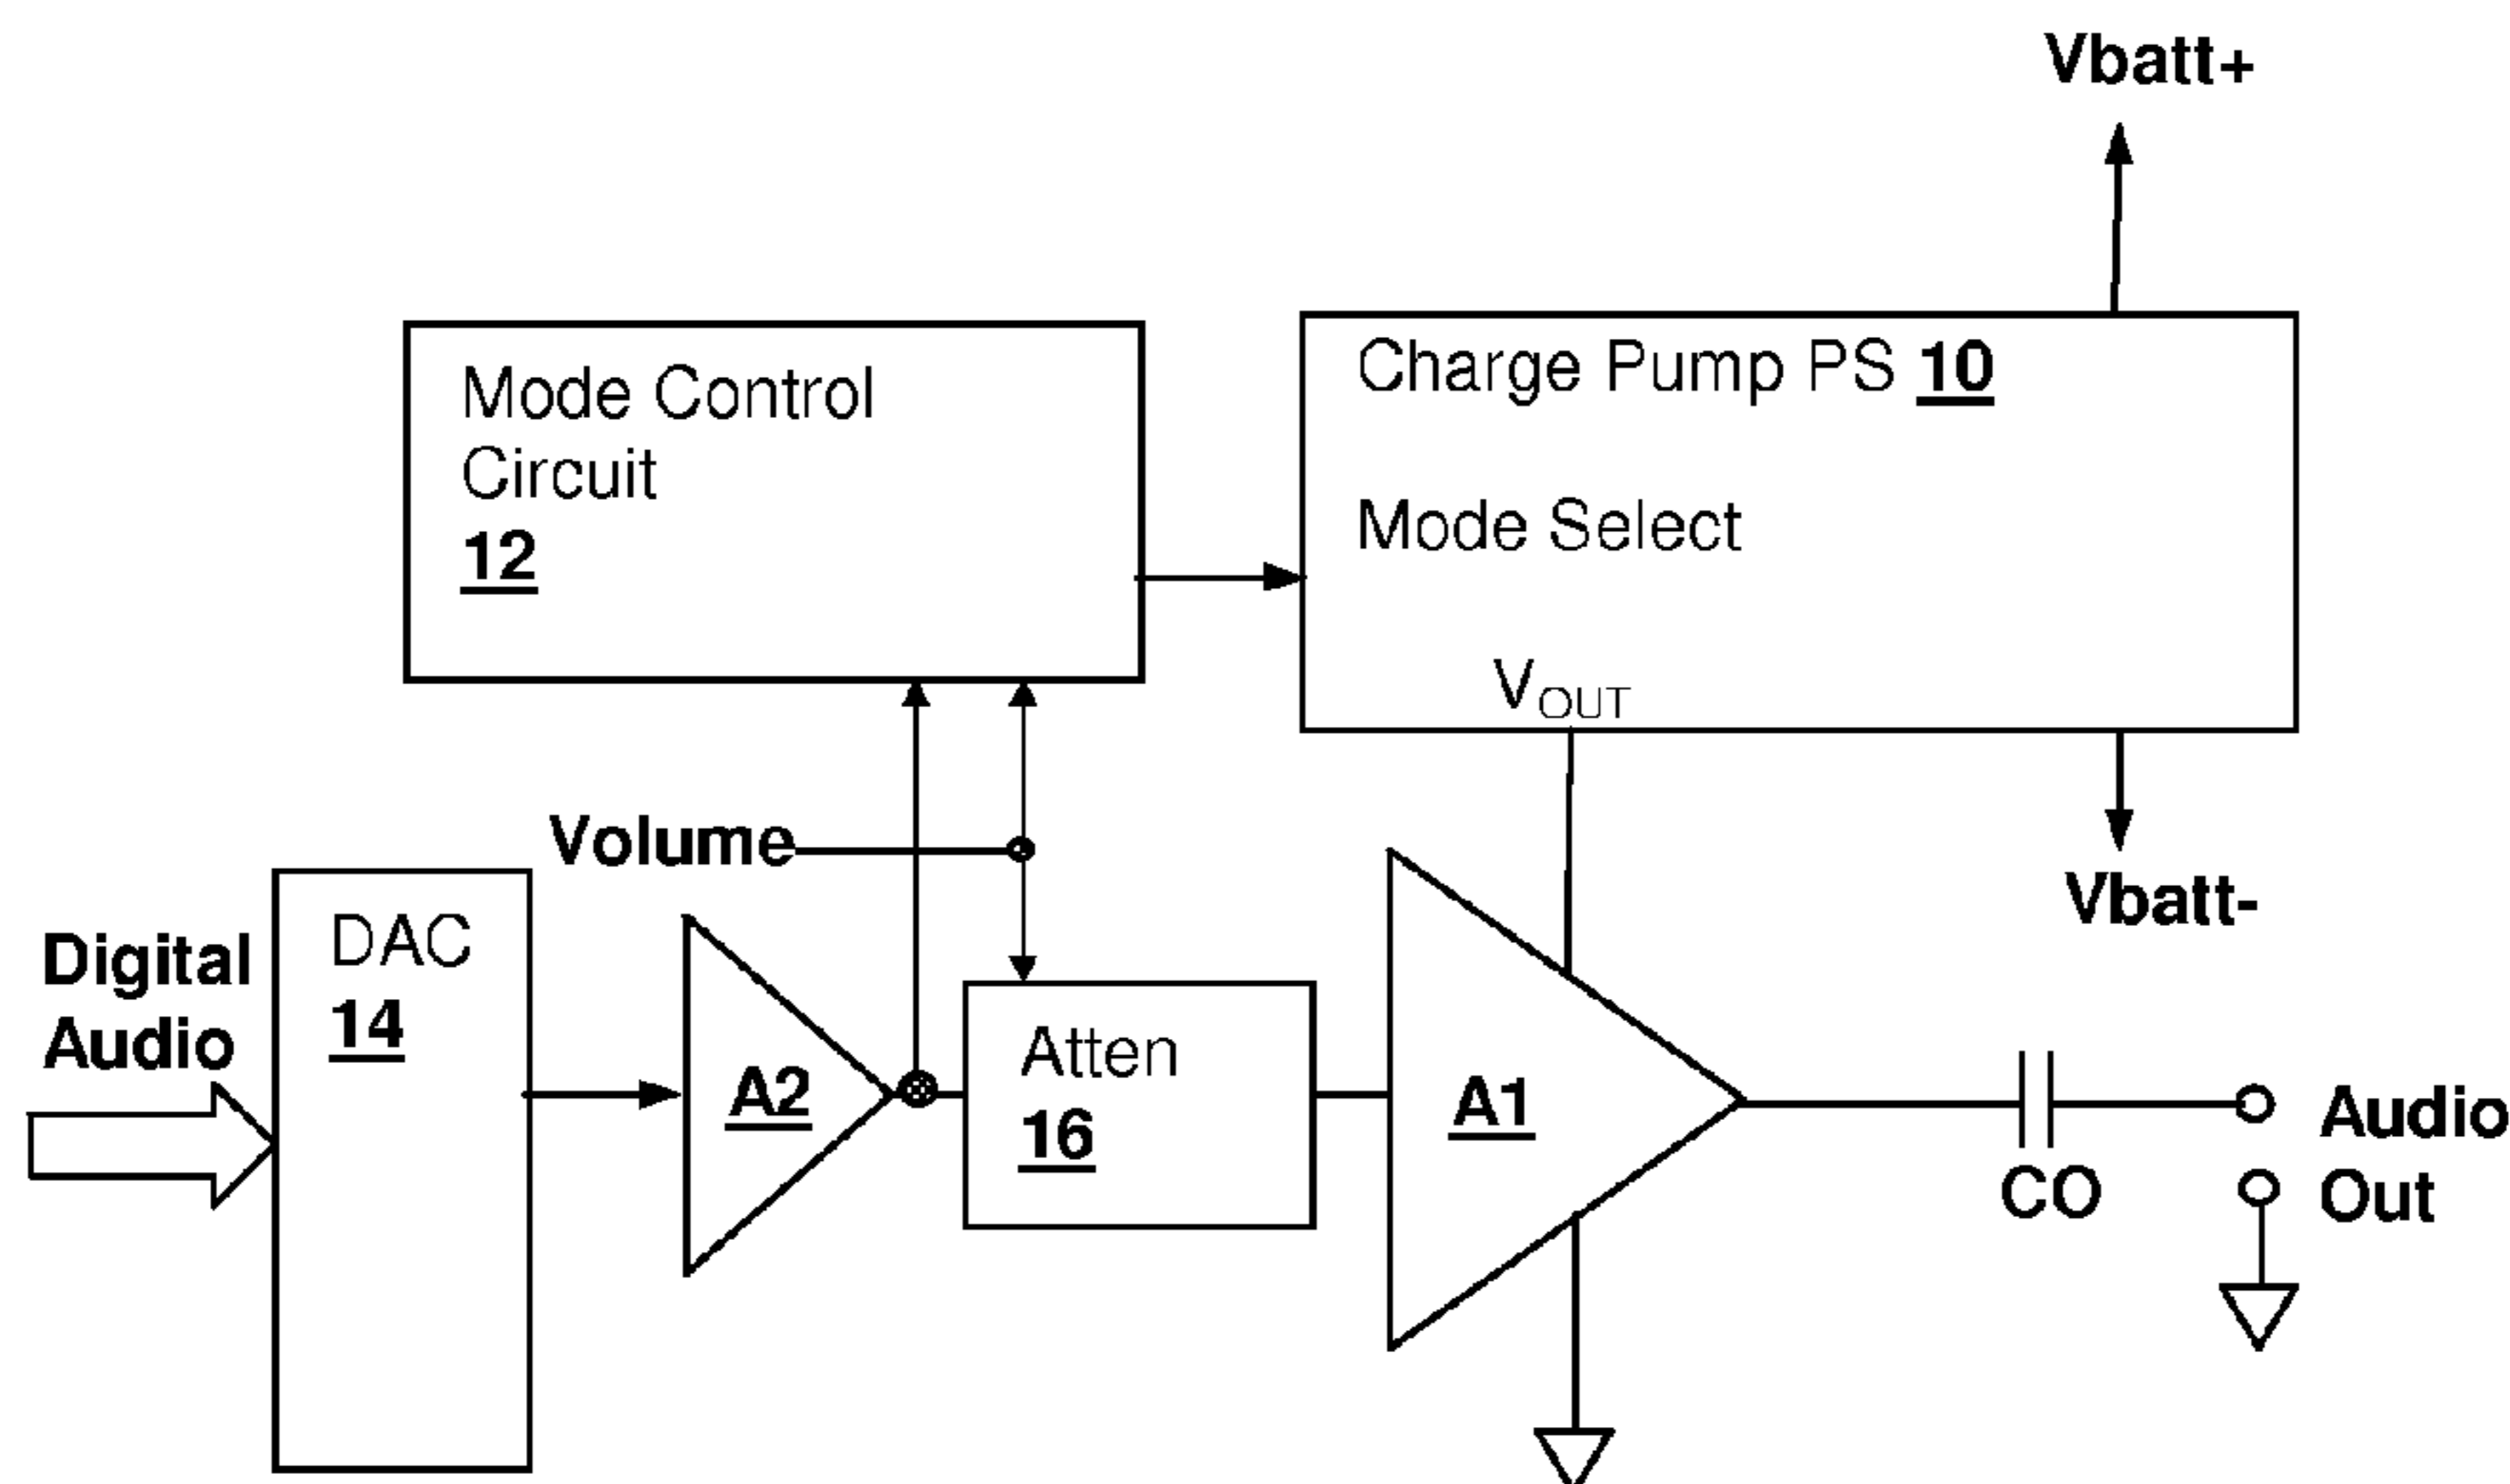 Vbatt+
Mode Control
Circuit
12
Charge Pump PS 10
Mode Select
VOUT
Volume
Vbatt-
Digital
Audio
DAC
14
A2
Atten
16
A1
CO
Audio
Out